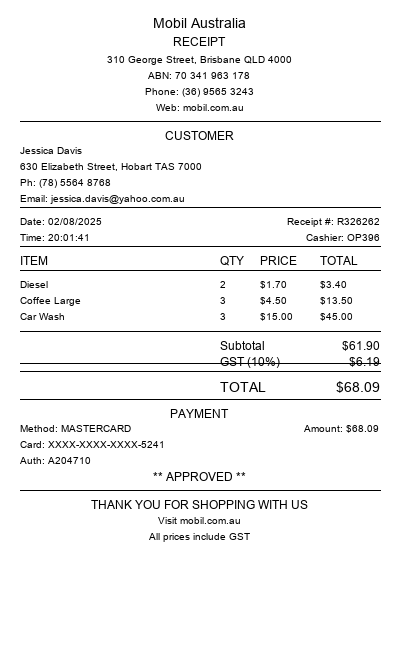 Mobil Australia
RECEIPT
310 George Street, Brisbane QLD 4000
ABN: 70 341 963 178
Phone: (36) 9565 3243
Web: mobil.com.au
CUSTOMER
Jessica Davis
630 Elizabeth Street, Hobart TAS 7000
Ph: (78) 5564 8768
Email: jessica.davis@yahoo.com.au
Date: 02/08/2025 Receipt #: R326262
Time: 20:01:41 Cashier: OP396
ITEM QTY PRICE TOTAL
Diesel 2 $1.70 $3.40
Coffee Large 3 $4.50 $13.50
Car Wash 3 $15.00 $45.00
Subtotal $61.90
GST (10%) $6.19
TOTAL $68.09
PAYMENT
Method: MASTERCARD Amount: $68.09
Card: XXXX-XXXX-XXXX-5241
Auth: A204710
** APPROVED **
THANK YOU FOR SHOPPING WITH US
Visit mobil.com.au
All prices include GST